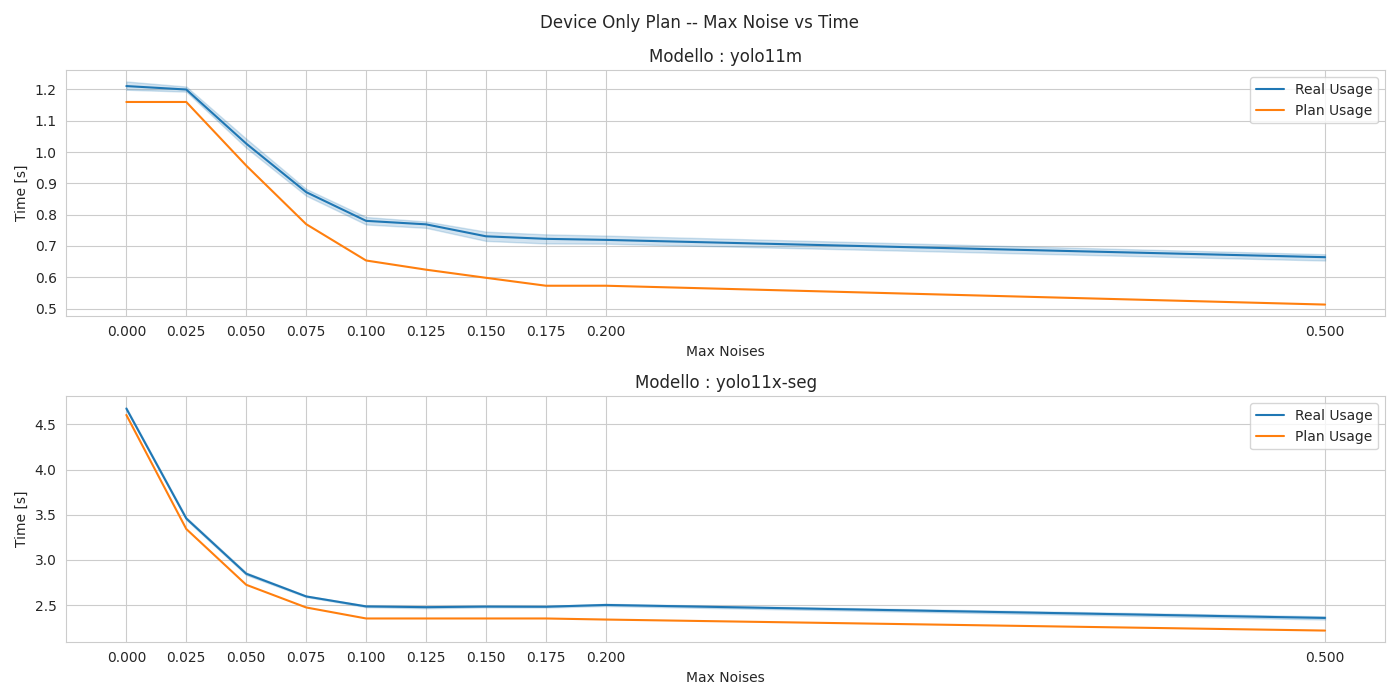 Device Only Plan -- Max Noise vs Time
Modello : yolo11m
Real Usage
Plan Usage
Time [s]
1.2
1.1
1.0
0.9
0.8
0.7
0.6
0.5
0.000 0.025 0.050 0.075 0.100 0.125 0.150 0.175 0.200 0.500
Max Noises
Modello : yolo11x-seg
Real Usage
Plan Usage
Time [s]
4.5
4.0
3.5
3.0
2.5
0.000 0.025 0.050 0.075 0.100 0.125 0.150 0.175 0.200 0.500
Max Noises